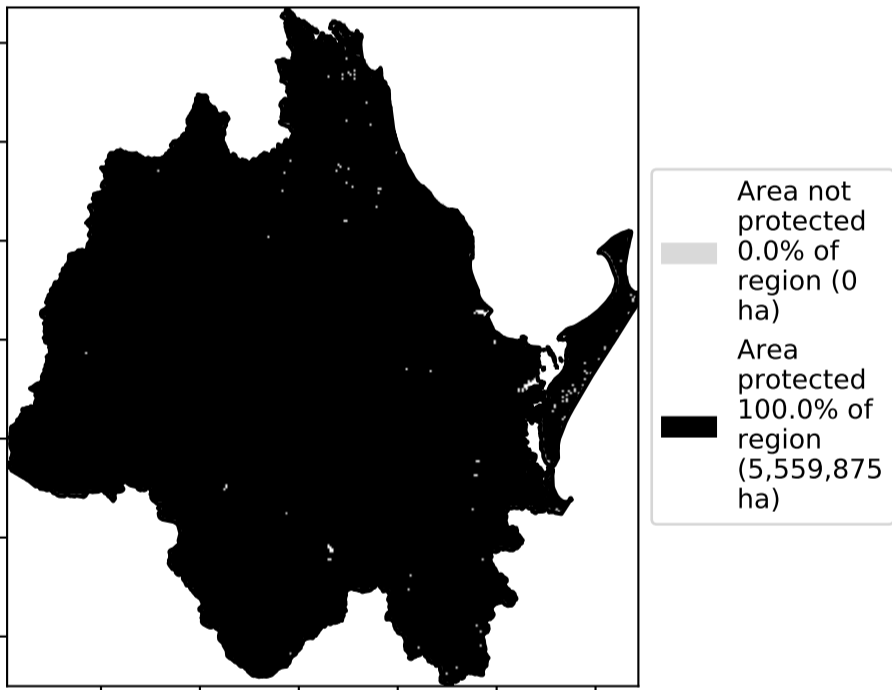 Area not
protected
0.0% of
region (0
ha)
Area
protected
100.0% of
region
(5,559,875
ha)